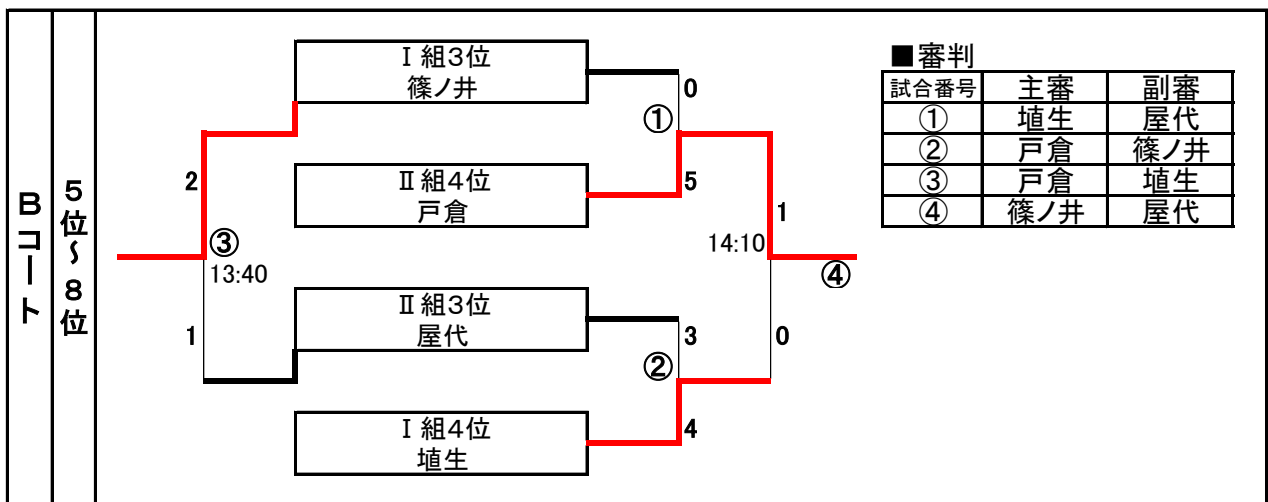 Bコート
5位~8位
Ⅰ組3位
篠ノ井
Ⅱ組4位
戸倉
Ⅱ組3位
屋代
Ⅰ組4位
埴生
2
③
13:40
1
0
①
5
1
14:10
④
3
②
0
4
■審判
試合番号 主審 副審
① 埴生 屋代
② 戸倉 篠ノ井
③ 戸倉 埴生
④ 篠ノ井 屋代